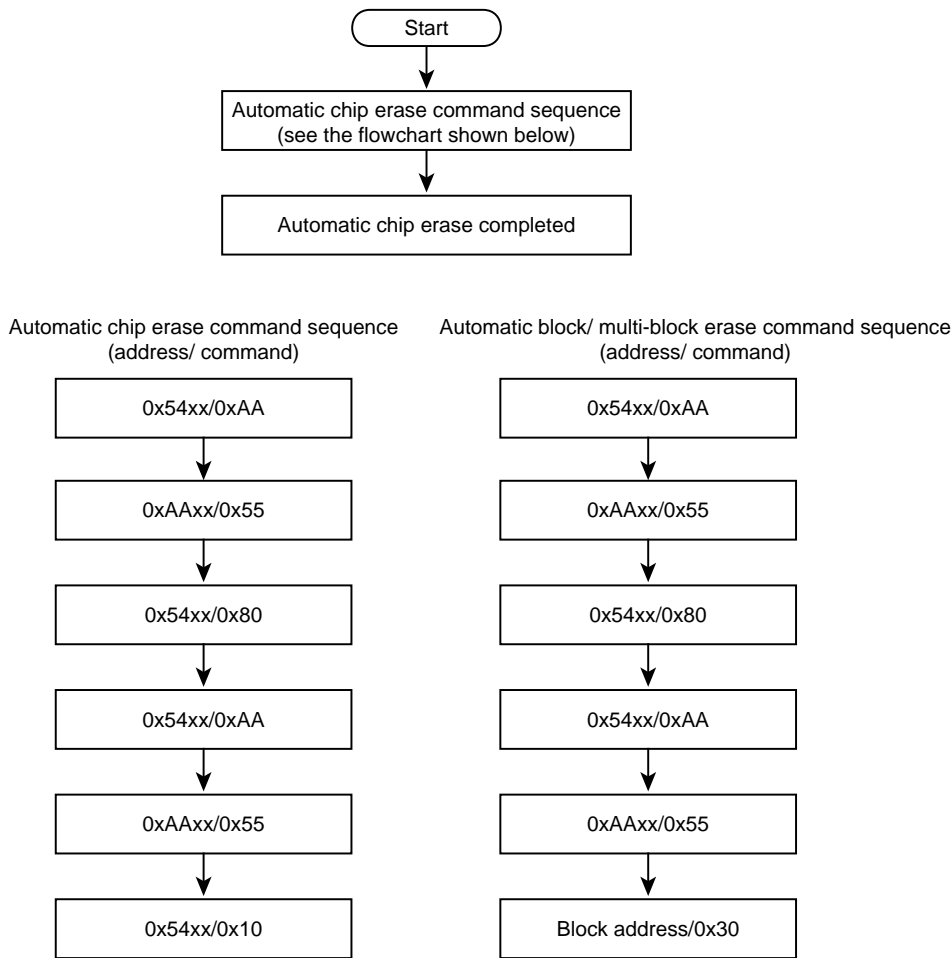 Start
Automatic chip erase command sequence
(see the flowchart shown below)
Automatic chip erase completed
Automatic chip erase command sequence
(address/ command)
0x54xx/0xAA
0xAAxx/0x55
0x54xx/0x80
0x54xx/0xAA
0xAAxx/0x55
0x54xx/0x10
Automatic block/ multi-block erase command sequence
(address/ command)
0x54xx/0xAA
0xAAxx/0x55
0x54xx/0x80
0x54xx/0xAA
0xAAxx/0x55
Block address/0x30